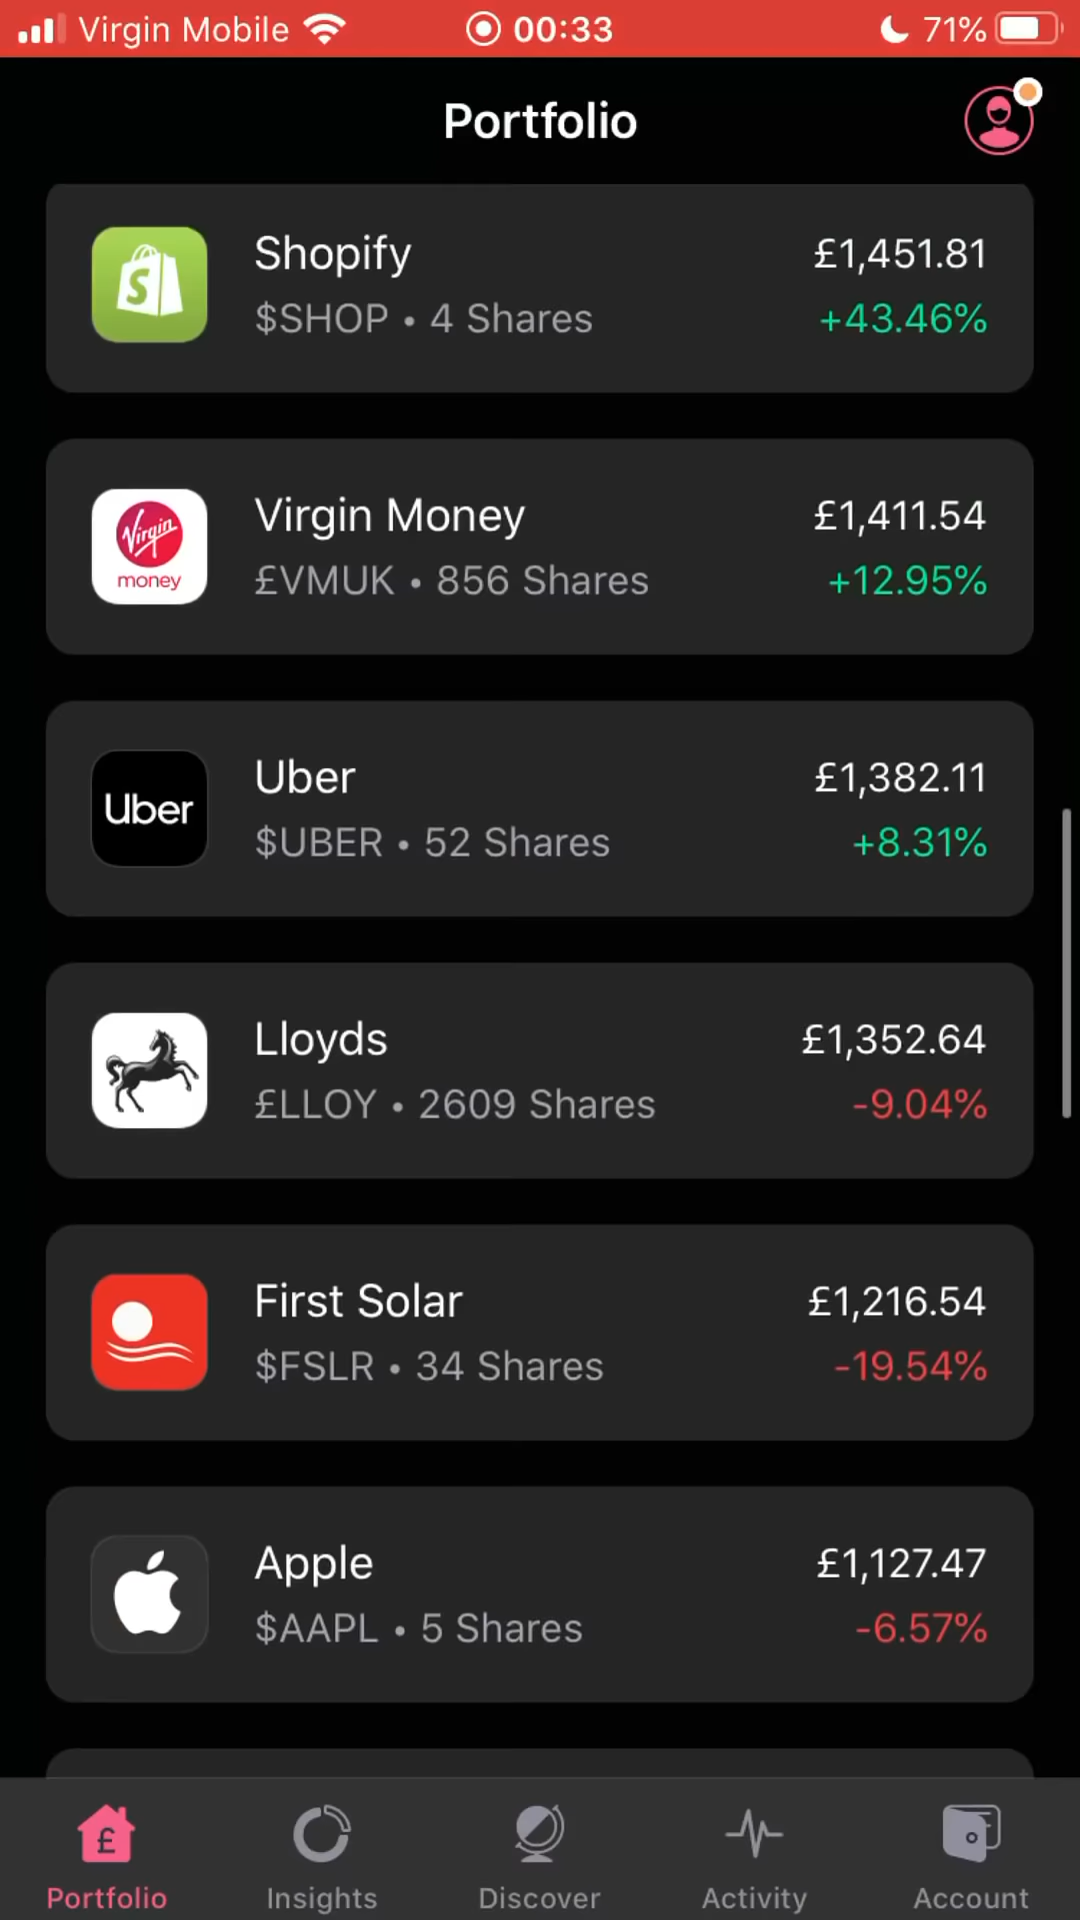 Virgin Mobile 00:33 71%
Portfolio
Shopify £1,451.81
$SHOP • 4 Shares +43.46%
Virgin Money £1,411.54
£VMUK • 856 Shares +12.95%
Virgin
money
Uber £1,382.11
$UBER • 52 Shares +8.31%
Uber
Lloyds £1,352.64
£LLOY • 2609 Shares -9.04%
First Solar £1,216.54
$FSLR • 34 Shares -19.54%
Apple £1,127.47
$AAPL • 5 Shares -6.57%
Portfolio Insights Discover Activity Account